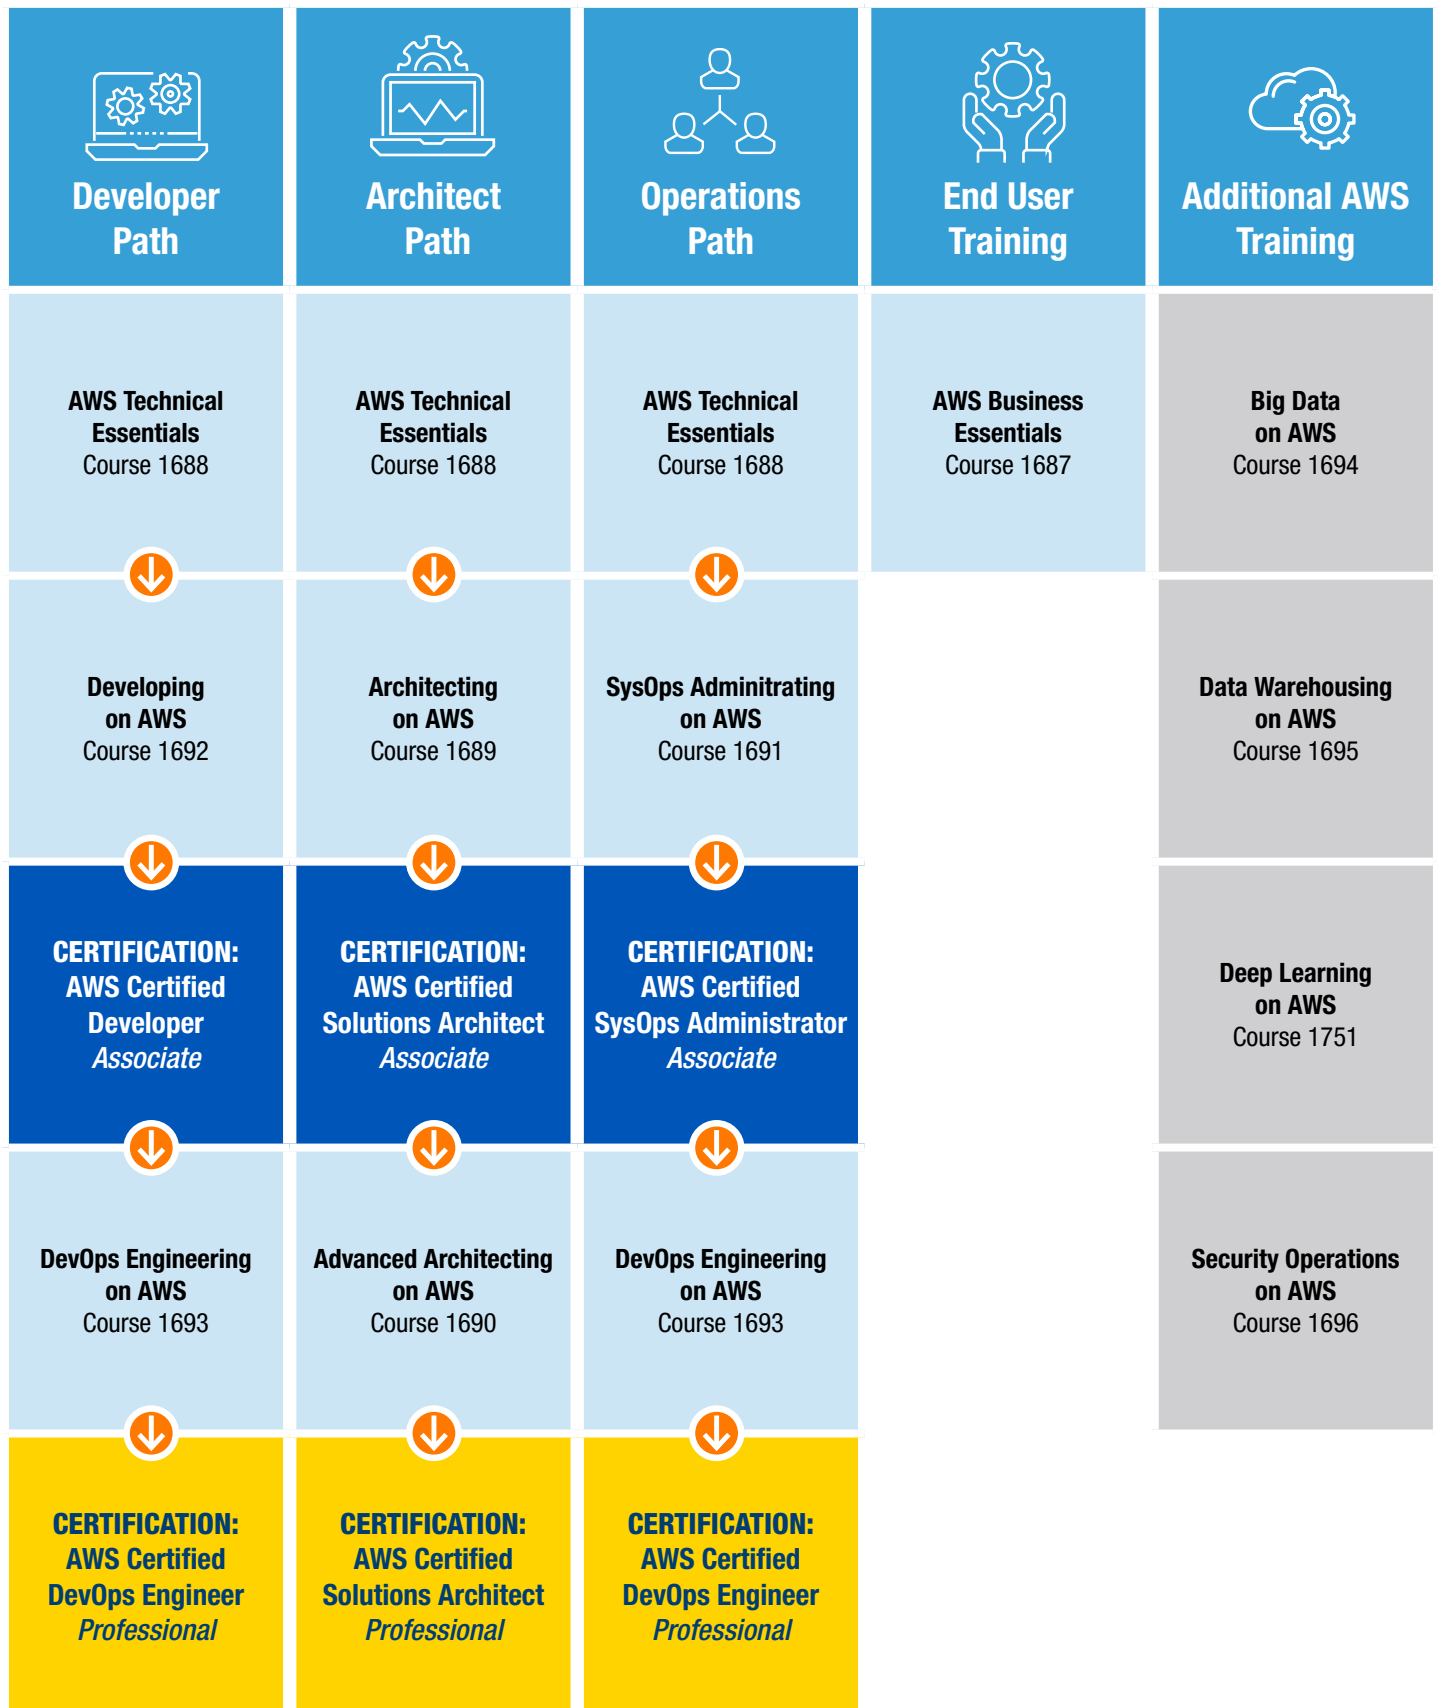 Developer
Path
Architect
Path
Operations
Path
End User
Training
Additional AWS
Training
AWS Technical
Essentials
Course 1688
AWS Technical
Essentials
Course 1688
AWS Technical
Essentials
Course 1688
AWS Business
Essentials
Course 1687
Big Data
on AWS
Course 1694
Developing
on AWS
Course 1692
Architecting
on AWS
Course 1689
SysOps Adminitrating
on AWS
Course 1691
Data Warehousing
on AWS
Course 1695
CERTIFICATION:
AWS Certified
Developer
Associate
CERTIFICATION:
AWS Certified
Solutions Architect
Associate
CERTIFICATION:
AWS Certified
SysOps Administrator
Associate
Deep Learning
on AWS
Course 1751
DevOps Engineering
on AWS
Course 1693
Advanced Architecting
on AWS
Course 1690
DevOps Engineering
on AWS
Course 1693
Security Operations
on AWS
Course 1696
CERTIFICATION:
AWS Certified
DevOps Engineer
Professional
CERTIFICATION:
AWS Certified
Solutions Architect
Professional
CERTIFICATION:
AWS Certified
DevOps Engineer
Professional